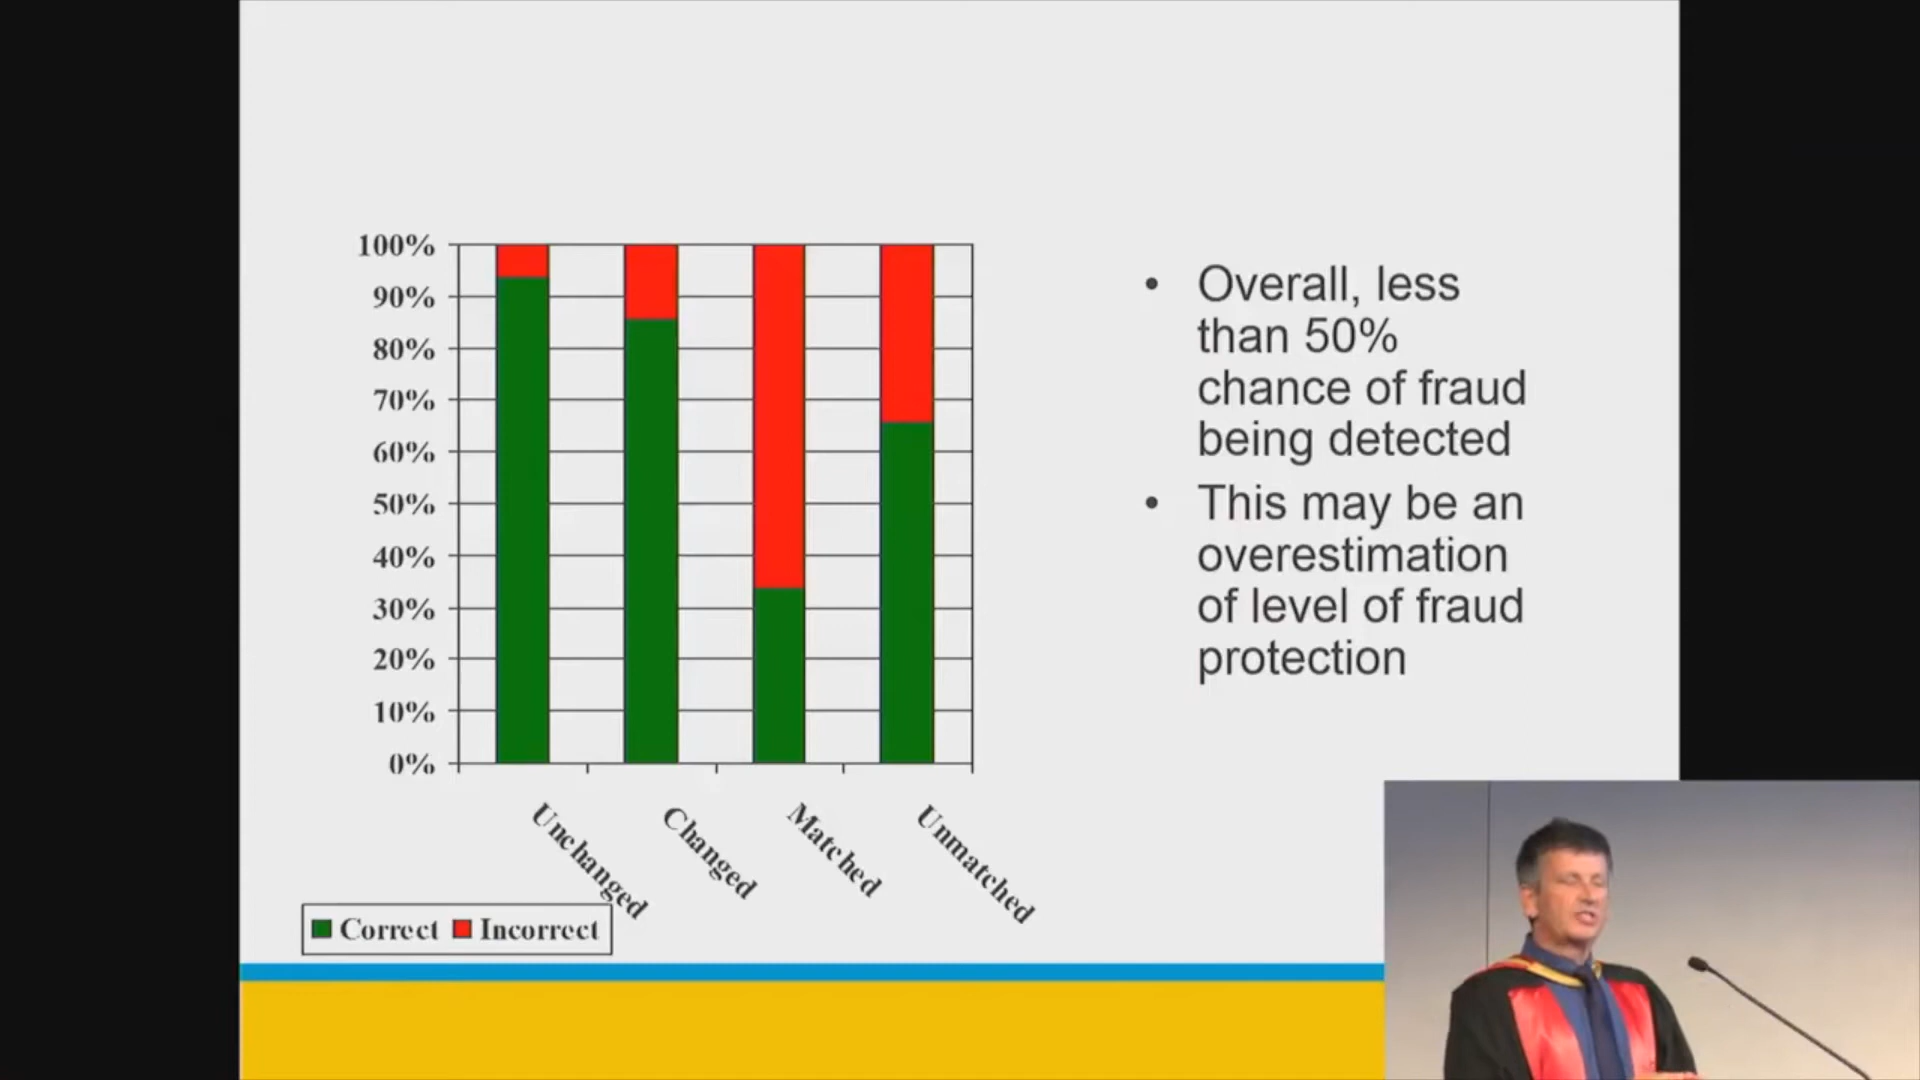 100%
90%
80%
70%
60%
50%
40%
30%
20%
10%
0%
Unchanged
Changed
Matched
Unmatched
Correct Incorrect
• Overall, less
than 50%
chance of fraud
being detected
• This may be an
overestimation
of level of fraud
protection